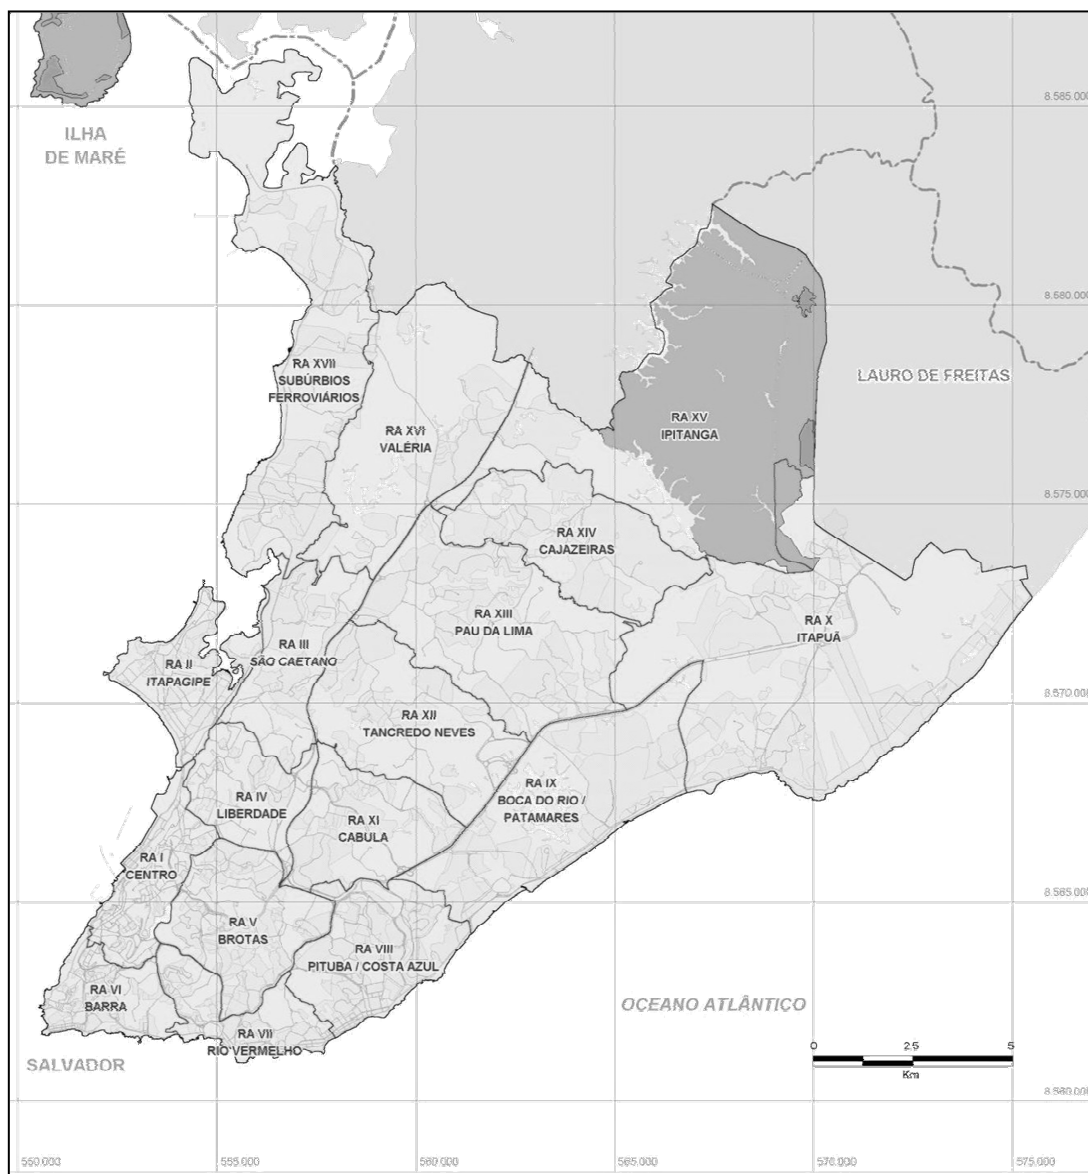 8.585.000
ILHA
DE MARÉ
8.580.000
RA XVII
SUBÚRBIOS
FERROVIÁRIOS
LAURO DE FREITAS
RA XV
IPITANGA
RA XVI
VALÉRIA
8.575.000
RA XIV
CAJAZEIRAS
RA XIII
PAU DA LIMA
RA X
ITAPUÃ
RA III
SÃO CAETANO
RA II
ITAPAGIPE
8.570.000
RA XII
TANCREDO NEVES
RA IX
BOCA DO RIO /
PATAMARES
RA IV
LIBERDADE
RA XI
CABULA
RA I
CENTRO
8.565.000
RA V
BROTAS
RA VIII
PITUBA / COSTA AZUL
RA VI
BARRA
OCEANO ATLÂNTICO
RA VII
RIO VERMELHO
SALVADOR
0 2,5 5
Km
8.560.000
550.000 555.000 560.000 565.000 570.000 575.000